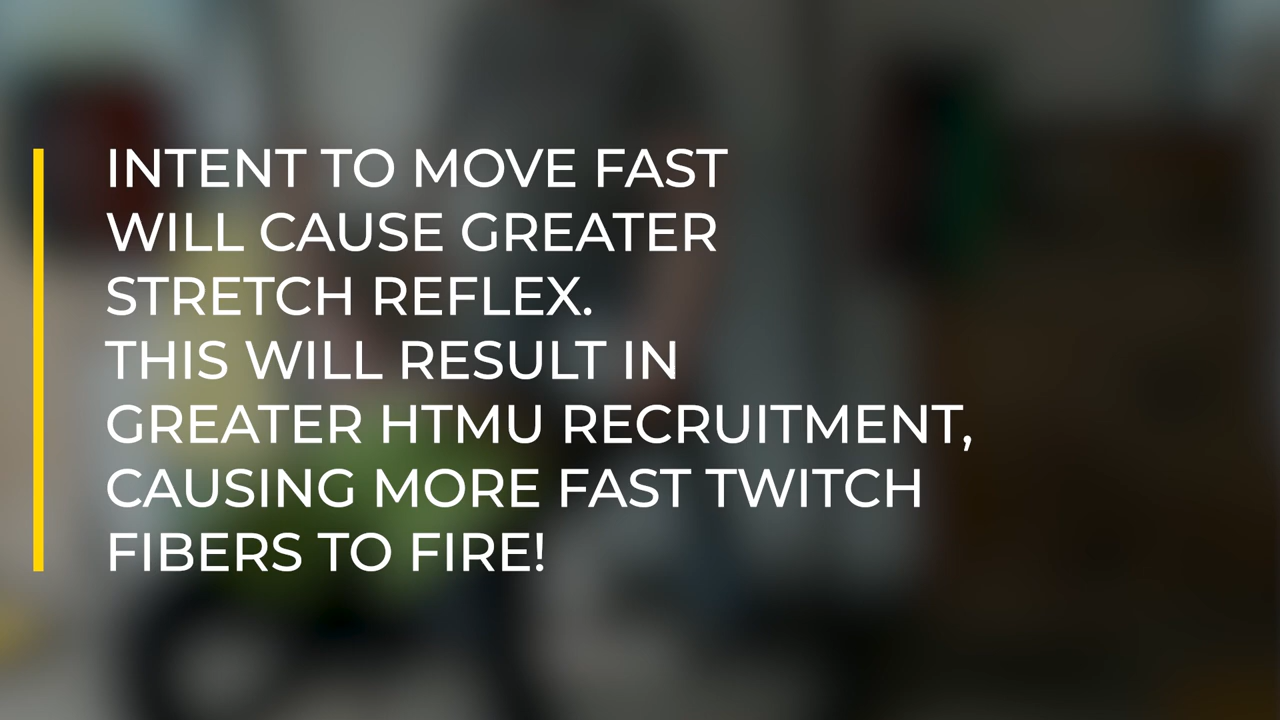 INTENT TO MOVE FAST
WILL CAUSE GREATER
STRETCH REFLEX.
THIS WILL RESULT IN
GREATER HTMU RECRUITMENT,
CAUSING MORE FAST TWITCH
FIBERS TO FIRE!